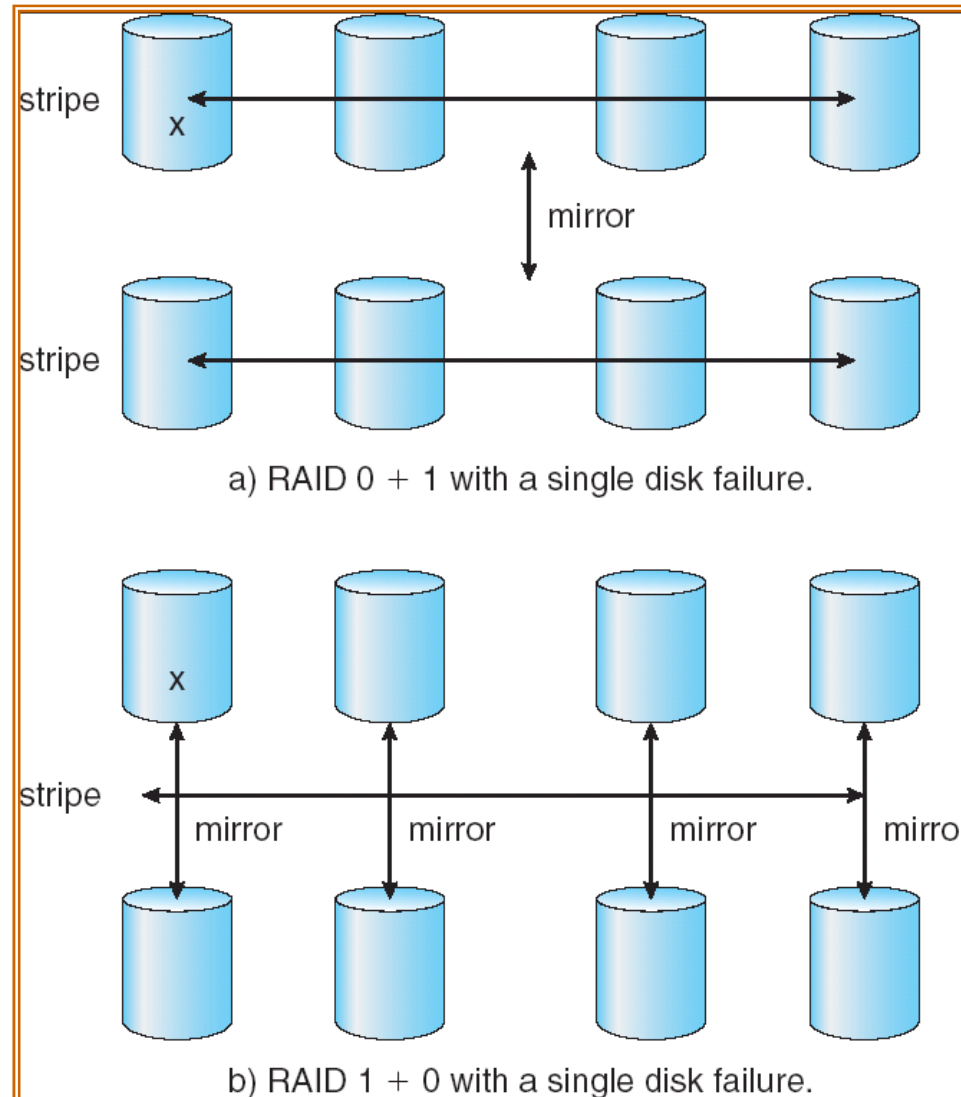 stripe
x
mirror
stripe
a) RAID 0 + 1 with a single disk failure.
x
stripe
mirror mirror mirror mirro
b) RAID 1 + 0 with a single disk failure.